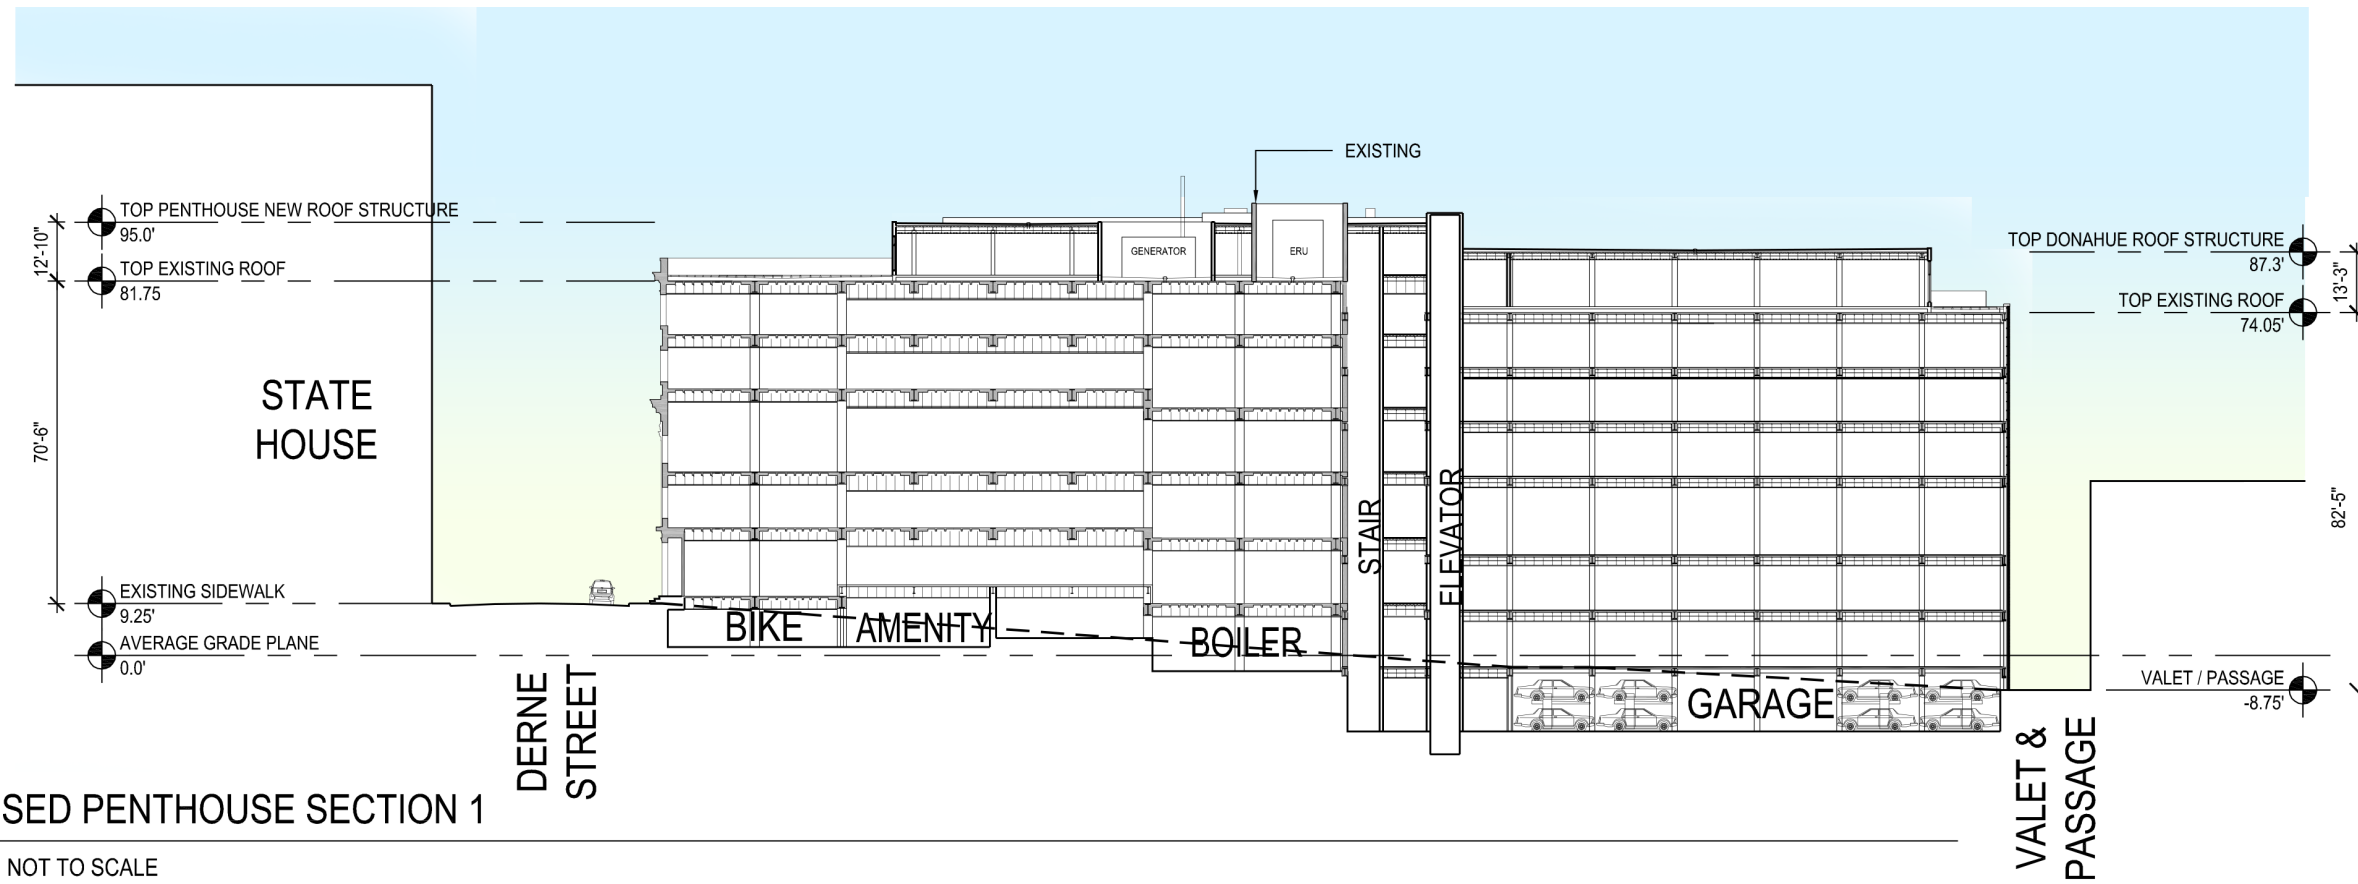 EXISTING
TOP PENTHOUSE NEW ROOF STRUCTURE
95.0'
12'-10"
TOP EXISTING ROOF
81.75
GENERATOR
ERU
TOP DONAHUE ROOF STRUCTURE
87.3'
13'-3"
TOP EXISTING ROOF
74.05'
STATE
HOUSE
70'-6"
82'-5"
STAIR
ELEVATOR
EXISTING SIDEWALK
9.25'
AVERAGE GRADE PLANE
0.0'
BIKE
AMENITY
BOILER
GARAGE
VALET / PASSAGE
-8.75'
DERNE
STREET
VALET &
PASSAGE
SED PENTHOUSE SECTION 1
NOT TO SCALE